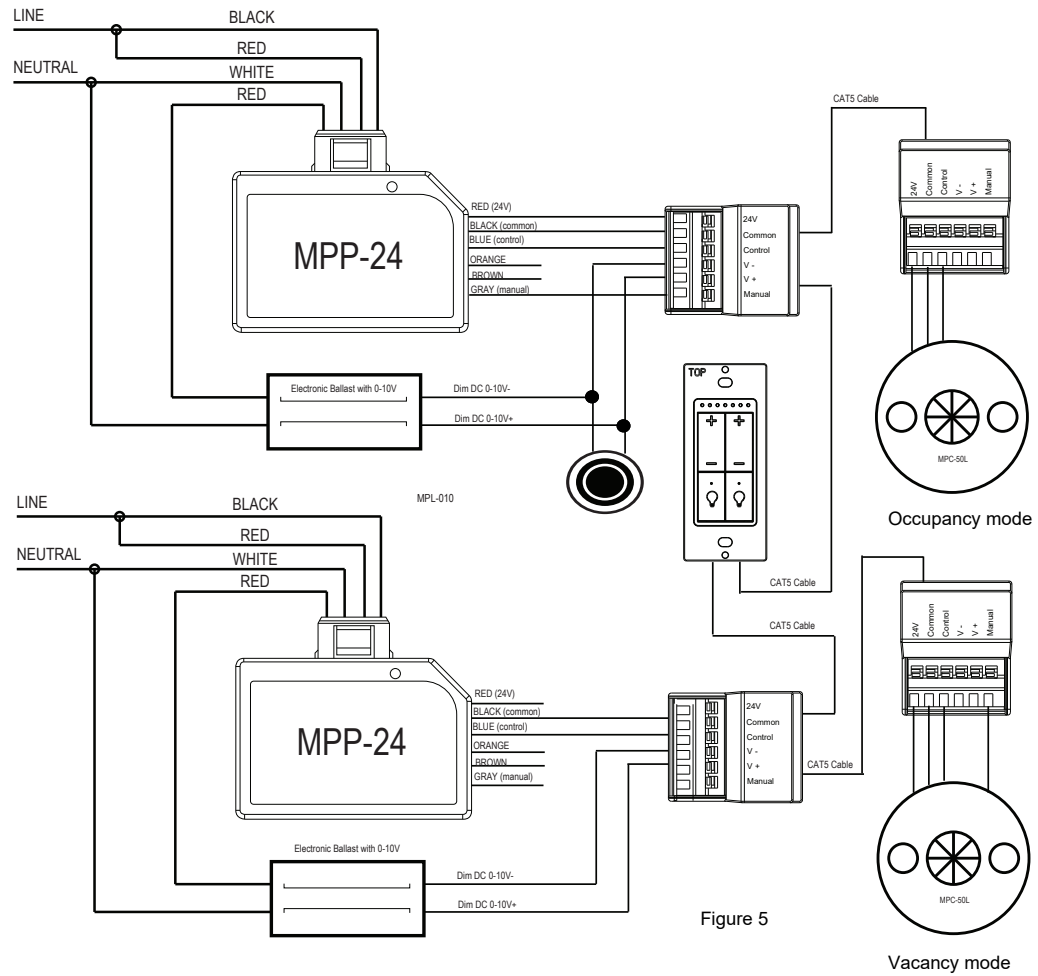 LINE
BLACK
RED
NEUTRAL
WHITE
RED
MPP-24
RED (24V)
BLACK (common)
BLUE (control)
ORANGE
BROWN
GRAY (manual)
24V
Common
Control
V -
V +
Manual
CAT5 Cable
24V
Common
Control
V -
V +
Manual
MPC-50L
Occupancy mode
Electronic Ballast with 0-10V
Dim DC 0-10V-
Dim DC 0-10V+
MPL-010
TOP
+ +
— —
CAT5 Cable
CAT5 Cable
LINE
BLACK
RED
NEUTRAL
WHITE
RED
MPP-24
RED (24V)
BLACK (common)
BLUE (control)
ORANGE
BROWN
GRAY (manual)
24V
Common
Control
V -
V +
Manual
CAT5 Cable
24V
Common
Control
V -
V +
Manual
MPC-50L
Vacancy mode
Electronic Ballast with 0-10V
Dim DC 0-10V-
Dim DC 0-10V+
Figure 5